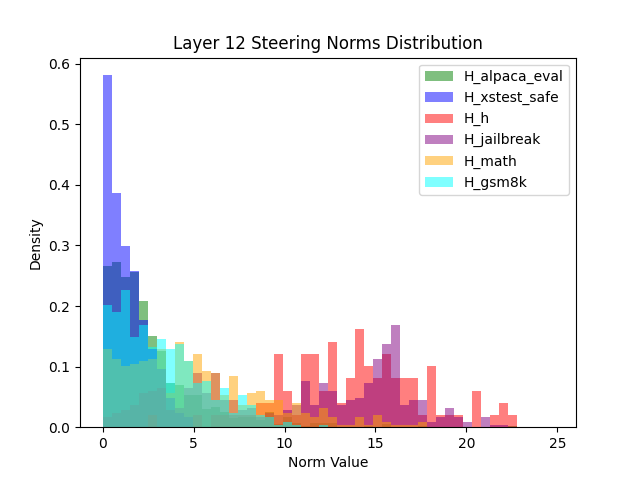 Layer 12 Steering Norms Distribution
0.6
0.5
0.4
0.3
0.2
0.1
0.0
Density
H_alpaca_eval
H_xstest_safe
H_h
H_jailbreak
H_math
H_gsm8k
0 5 10 15 20 25
Norm Value